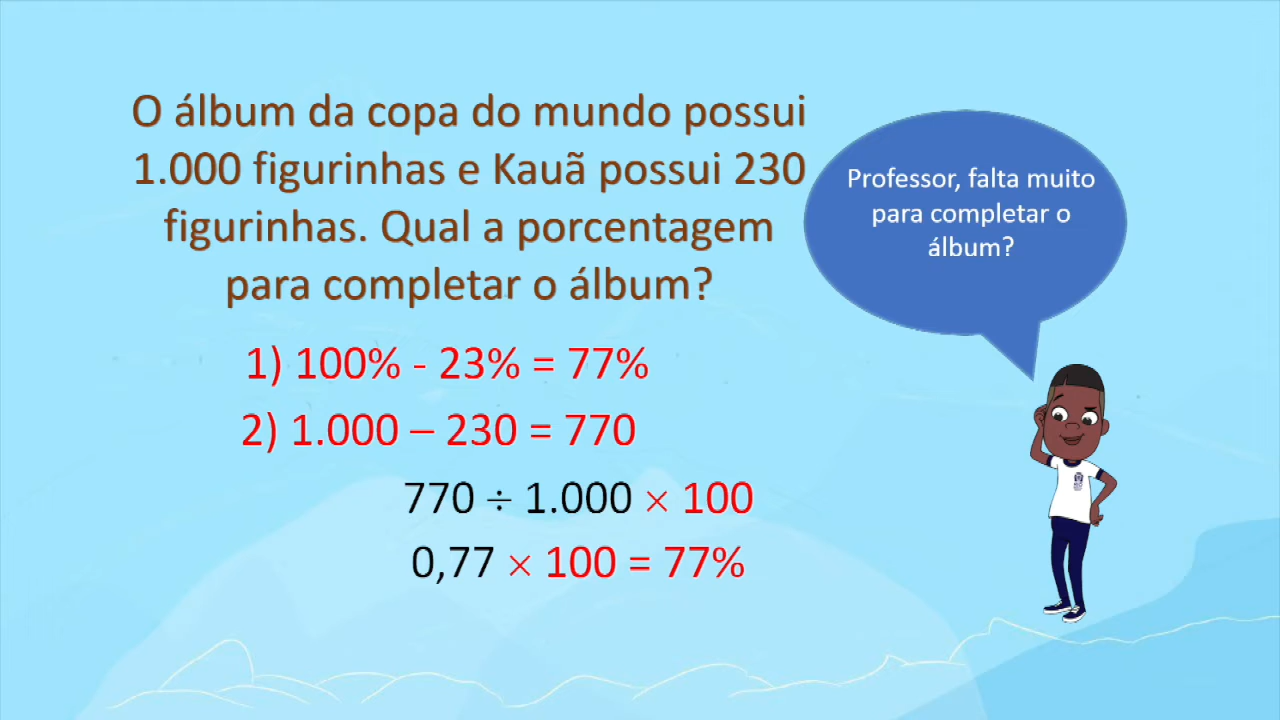 O álbum da copa do mundo possui
1.000 figurinhas e Kauã possui 230
figurinhas. Qual a porcentagem
para completar o álbum?
Professor, falta muito
para completar o
álbum?
1) 100% - 23% = 77%
2) 1.000 – 230 = 770
770 ÷ 1.000 × 100
0,77 × 100 = 77%